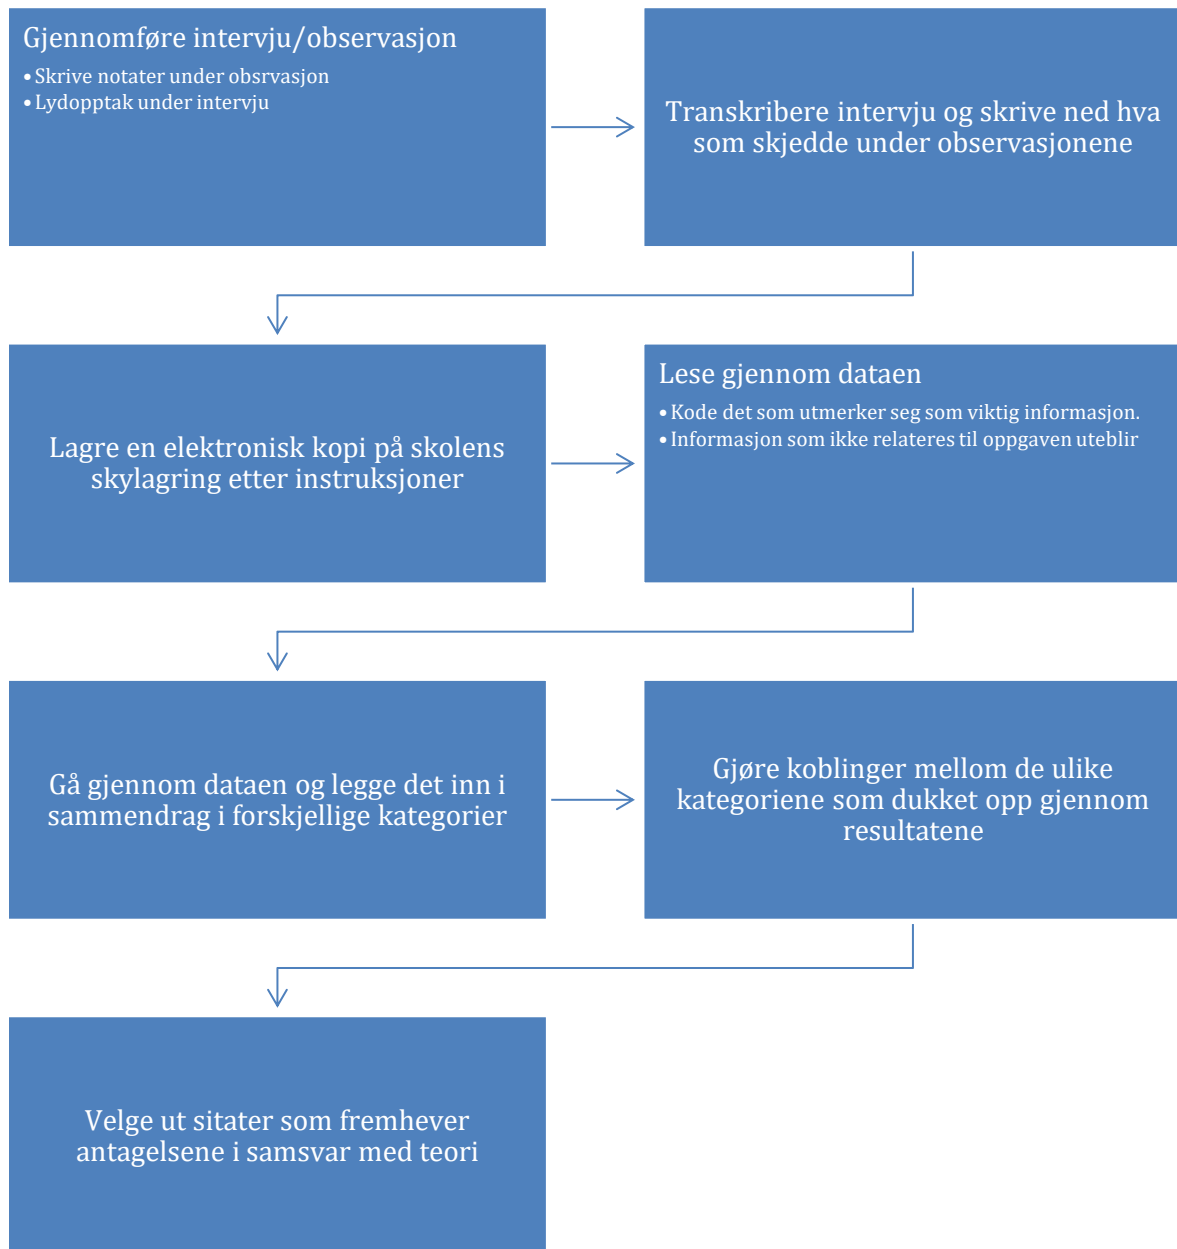 Gjennomføre intervju/observasjon
• Skrive notater under obsrvasjon
• Lydopptak under intervju
Transkribere intervju og skrive ned hva
som skjedde under observasjonene
Lagre en elektronisk kopi på skolens
skylagring etter instruksjoner
Lese gjennom dataen
• Kode det som utmerker seg som viktig informasjon.
• Informasjon som ikke relateres til oppgaven uteblir
Gå gjennom dataen og legge det inn i
sammendrag i forskjellige kategorier
Gjøre koblinger mellom de ulike
kategoriene som dukket opp gjennom
resultatene
Velge ut sitater som fremhever
antagelsene i samsvar med teori